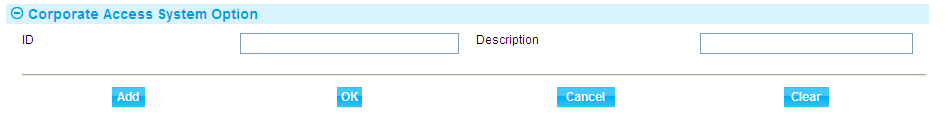 Corporate Access System Option
ID Description
Add OK Cancel Clear